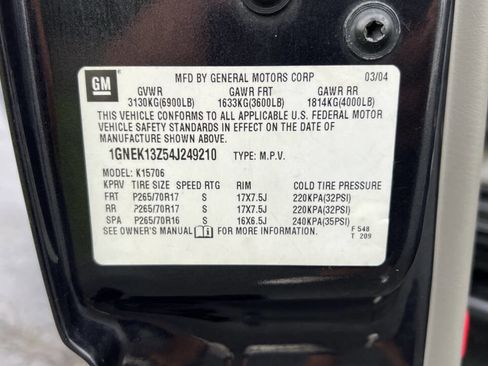 GM
MFD BY GENERAL MOTORS CORP 03/04
GVWR GAWR FRT GAWR RR
3130KG(6900LB) 1633KG(3600LB) 1814KG(4000LB)
THIS VEHICLE CONFORMS TO ALL APPLICABLE U.S. FEDERAL MOTOR
VEHICLE SAFETY STANDARDS IN EFFECT ON THE DATE OF
MANUFACTURE SHOWN ABOVE.
1GNEK13Z54J249210 TYPE: M.P.V.
MODEL: K15706
KPRV TIRE SIZE SPEED RTG RIM COLD TIRE PRESSURE
FRT P265/70R17 S 17X7.5J 220KPA(32PSI)
RR P265/70R17 S 17X7.5J 220KPA(32PSI)
SPA P265/70R16 S 16X6.5J 240KPA(35PSI)
SEE OWNER'S MANUAL FOR MORE INFORMATION. F 548
T 209